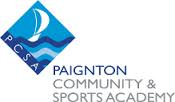 PCSA
PAIGNTON
COMMUNITY &
SPORTS ACADEMY